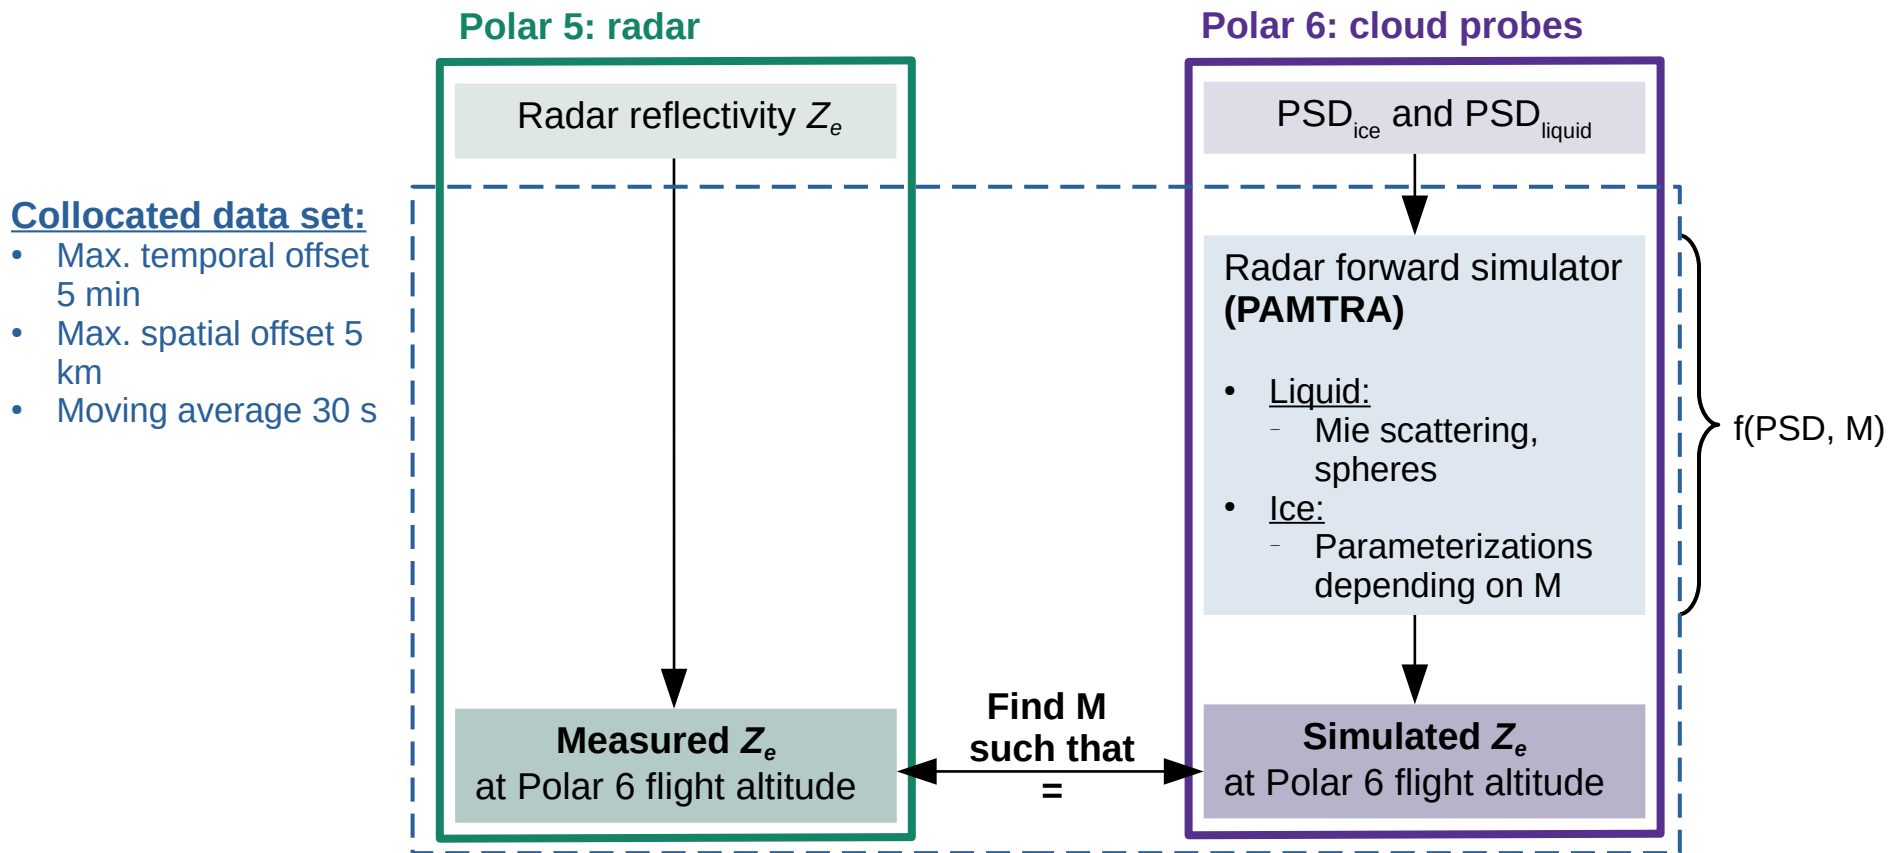 Polar 5: radar
Polar 6: cloud probes
Radar reflectivity Ze
PSDice and PSDliquid
Collocated data set:
• Max. temporal offset
5 min
• Max. spatial offset 5
km
• Moving average 30 s
Radar forward simulator
(PAMTRA)
• Liquid:
– Mie scattering,
spheres
• Ice:
– Parameterizations
depending on M
f(PSD, M)
Measured Ze
at Polar 6 flight altitude
Find M
such that
=
Simulated Ze
at Polar 6 flight altitude